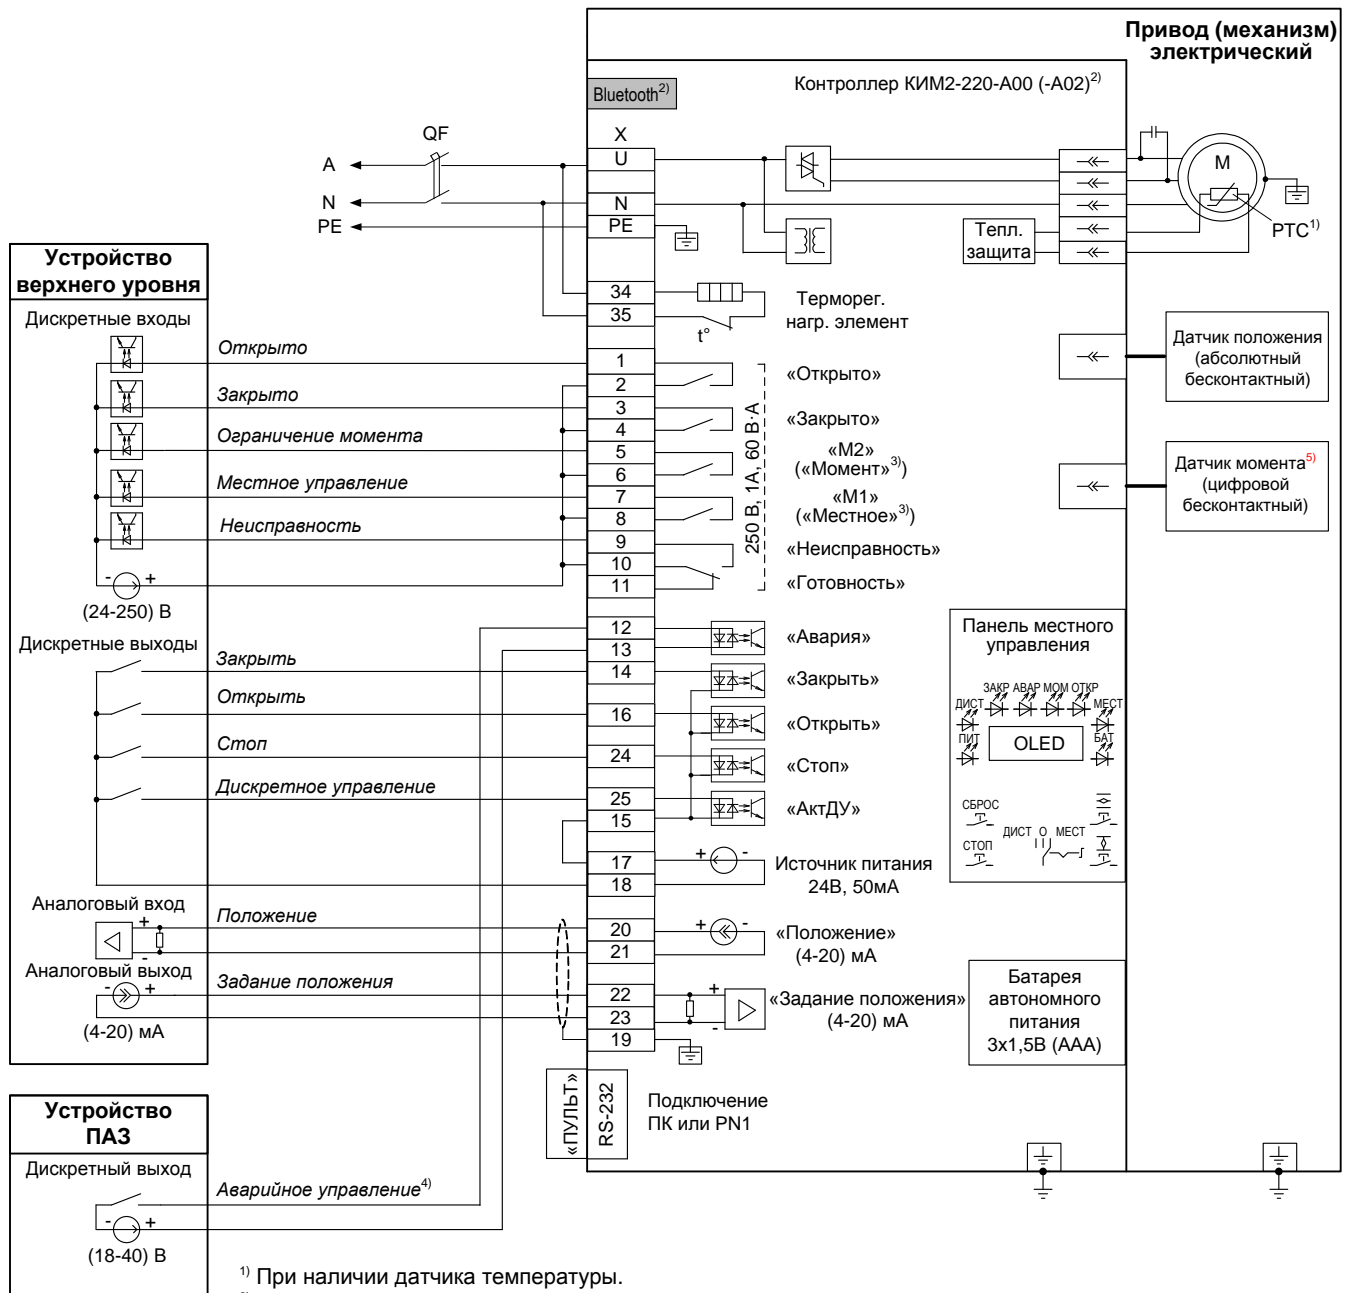 Привод (механизм)
электрический
Контроллер КИМ2-220-А00 (-А02)2)
Bluetooth2)
QF
X
A
U
N
N
PE
PE
M
PTC1)
Тепл.
защита
Устройство
верхнего уровня
Дискретные входы
34
35
t°
Терморег.
нагр. элемент
Датчик положения
(абсолютный
бесконтактный)
Открыто
1
2
«Открыто»
Закрыто
3
4
«Закрыто»
Ограничение момента
5
6
«М2»
(«Момент»3))
Местное управление
7
8
«М1»
(«Местное»3))
Неисправность
9
10
11
«Неисправность»
«Готовность»
250 В, 1А, 60 В·А
Датчик момента5)
(цифровой
бесконтактный)
- +
(24-250) В
Дискретные выходы
12
13
«Авария»
Закрыть
14
«Закрыть»
Открыть
16
«Открыть»
Стоп
24
«Стоп»
Дискретное управление
25
15
«АктДУ»
17
18
+ -
Источник питания
24В, 50мА
Панель местного
управления
ЗАКР АВАР МОМ ОТКР
ДИСТ МЕСТ
ПИТ OLED БАТ
СБРОС
ДИСТ О МЕСТ
СТОП
Аналоговый вход
+
-
Положение
20
21
+ -
«Положение»
(4-20) мА
Аналоговый выход
- +
(4-20) мА
Задание положения
22
23
19
+
-
«Задание положения»
(4-20) мА
Батарея
автономного
питания
3х1,5В (ААА)
«ПУЛЬТ»
RS-232
Подключение
ПК или PN1
Устройство
ПАЗ
Дискретный выход
Аварийное управление4)
- +
(18-40) В
1) При наличии датчика температуры.